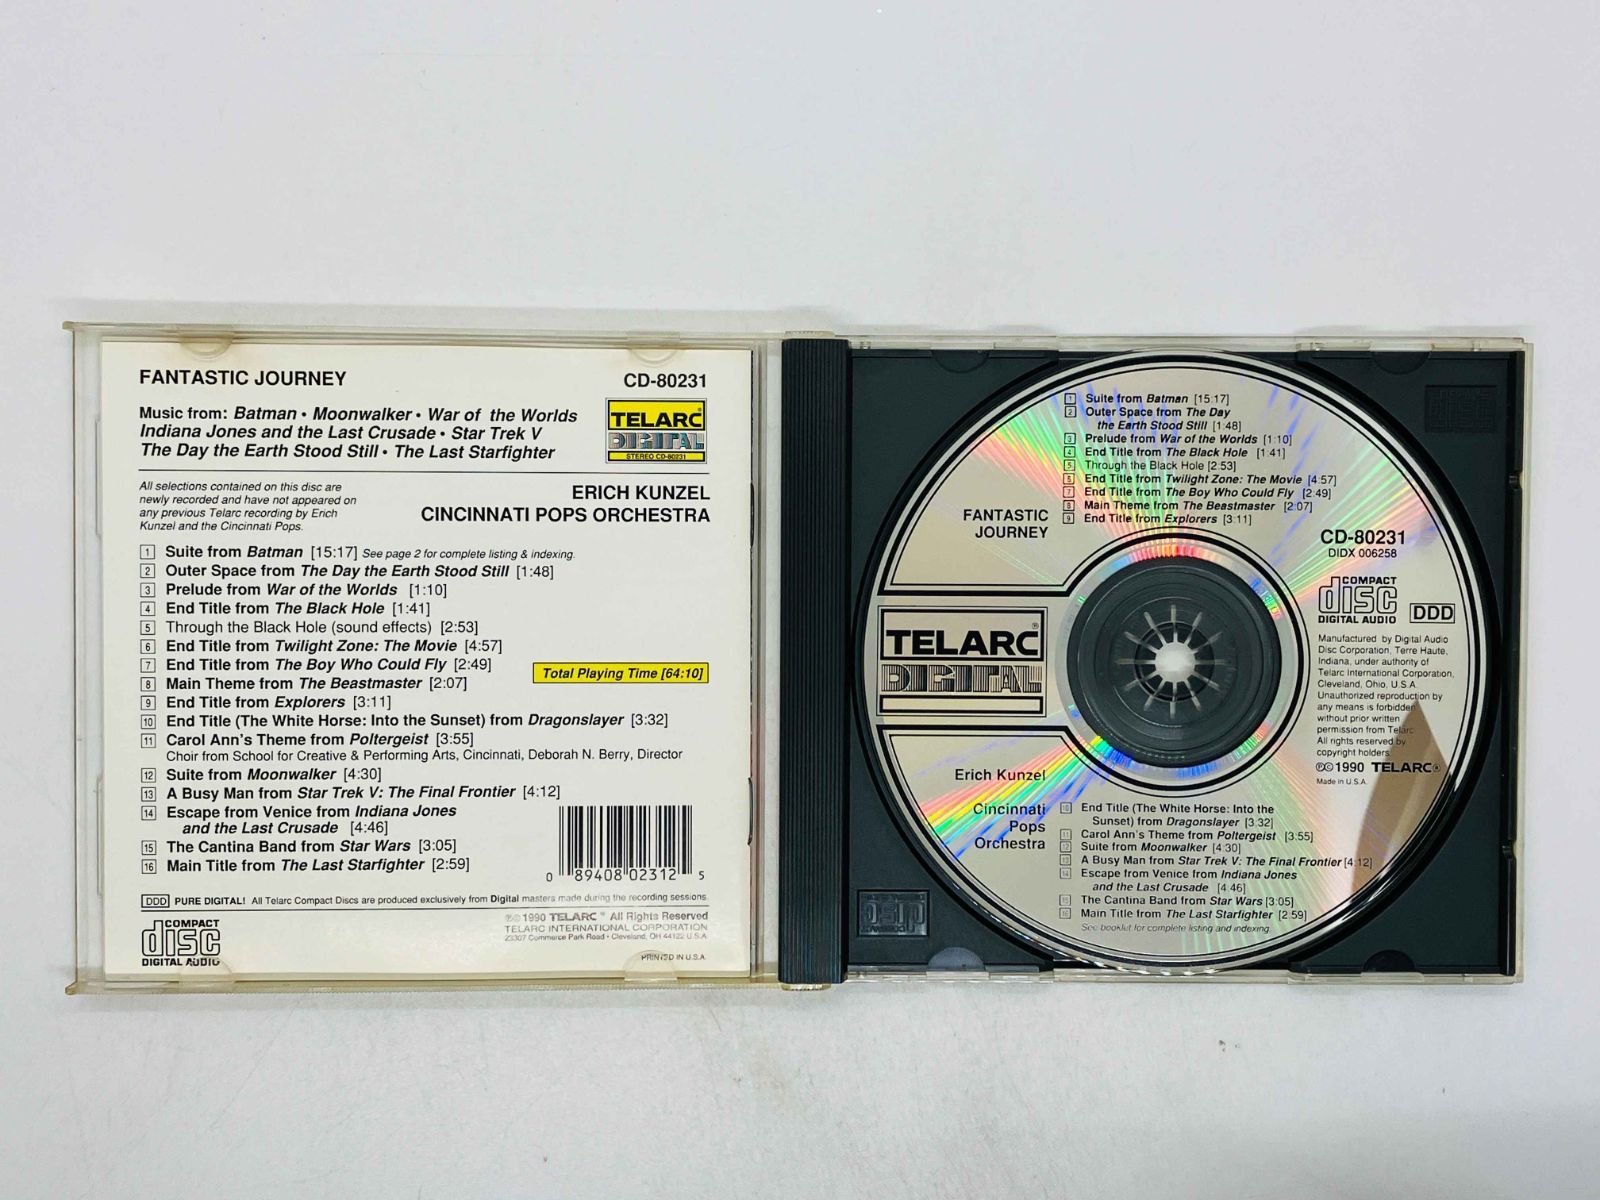 FANTASTIC JOURNEY
CD-80231
Music from: Batman • Moonwalker • War of the Worlds
Indiana Jones and the Last Crusade • Star Trek V
The Day the Earth Stood Still • The Last Starfighter
TELARC®
DIGITAL
STEREO CD-80231
All selections contained on this disc are
newly recorded and have not appeared on
any previous Telarc recording by Erich
Kunzel and the Cincinnati Pops.
ERICH KUNZEL
CINCINNATI POPS ORCHESTRA
1 Suite from Batman [15:17] See page 2 for complete listing & indexing.
2 Outer Space from The Day the Earth Stood Still [1:48]
3 Prelude from War of the Worlds [1:10]
4 End Title from The Black Hole [1:41]
5 Through the Black Hole (sound effects) [2:53]
6 End Title from Twilight Zone: The Movie [4:57]
7 End Title from The Boy Who Could Fly [2:49]
Total Playing Time [64:10]
8 Main Theme from The Beastmaster [2:07]
9 End Title from Explorers [3:11]
10 End Title (The White Horse: Into the Sunset) from Dragonslayer [3:32]
11 Carol Ann's Theme from Poltergeist [3:55]
Choir from School for Creative & Performing Arts, Cincinnati, Deborah N. Berry, Director
12 Suite from Moonwalker [4:30]
13 A Busy Man from Star Trek V: The Final Frontier [4:12]
14 Escape from Venice from Indiana Jones
and the Last Crusade [4:46]
15 The Cantina Band from Star Wars [3:05]
16 Main Title from The Last Starfighter [2:59]
0 89408 02312 5
DDD PURE DIGITAL! All Telarc Compact Discs are produced exclusively from Digital masters made during the recording sessions.
COMPACT
disc
DIGITAL AUDIO
℗© 1990 TELARC® All Rights Reserved
TELARC INTERNATIONAL CORPORATION
23307 Commerce Park Road • Cleveland, OH 44122 U.S.A.
PRINTED IN U.S.A.
1 Suite from Batman [15:17]
2 Outer Space from The Day
the Earth Stood Still [1:48]
3 Prelude from War of the Worlds [1:10]
4 End Title from The Black Hole [1:41]
5 Through the Black Hole [2:53]
6 End Title from Twilight Zone: The Movie [4:57]
7 End Title from The Boy Who Could Fly [2:49]
8 Main Theme from The Beastmaster [2:07]
9 End Title from Explorers [3:11]
FANTASTIC
JOURNEY
CD-80231
DIDX 006258
COMPACT
disc
DIGITAL AUDIO
DDD
TELARC®
DIGITAL
Manufactured by Digital Audio
Disc Corporation, Terre Haute,
Indiana, under authority of
Telarc International Corporation,
Cleveland, Ohio, U.S.A.
Unauthorized reproduction by
any means is forbidden
without prior written
permission from Telarc
All rights reserved by
copyright holders.
℗© 1990 TELARC®
Made in U.S.A.
Erich Kunzel
Cincinnati
Pops
Orchestra
10 End Title (The White Horse: Into the
Sunset) from Dragonslayer [3:32]
11 Carol Ann's Theme from Poltergeist [3:55]
12 Suite from Moonwalker [4:30]
13 A Busy Man from Star Trek V: The Final Frontier [4:12]
14 Escape from Venice from Indiana Jones
and the Last Crusade [4:46]
15 The Cantina Band from Star Wars [3:05]
16 Main Title from The Last Starfighter [2:59]
See booklet for complete listing and indexing.